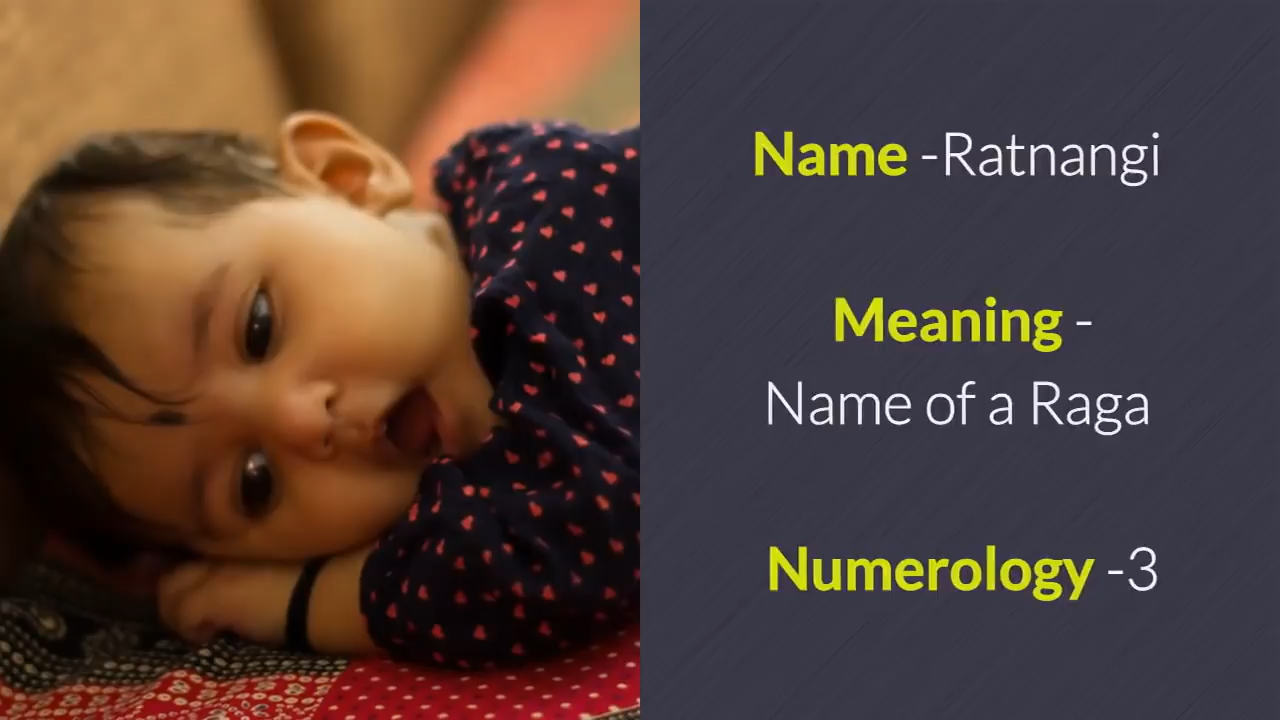 Name -Ratnangi
Meaning -
Name of a Raga
Numerology -3